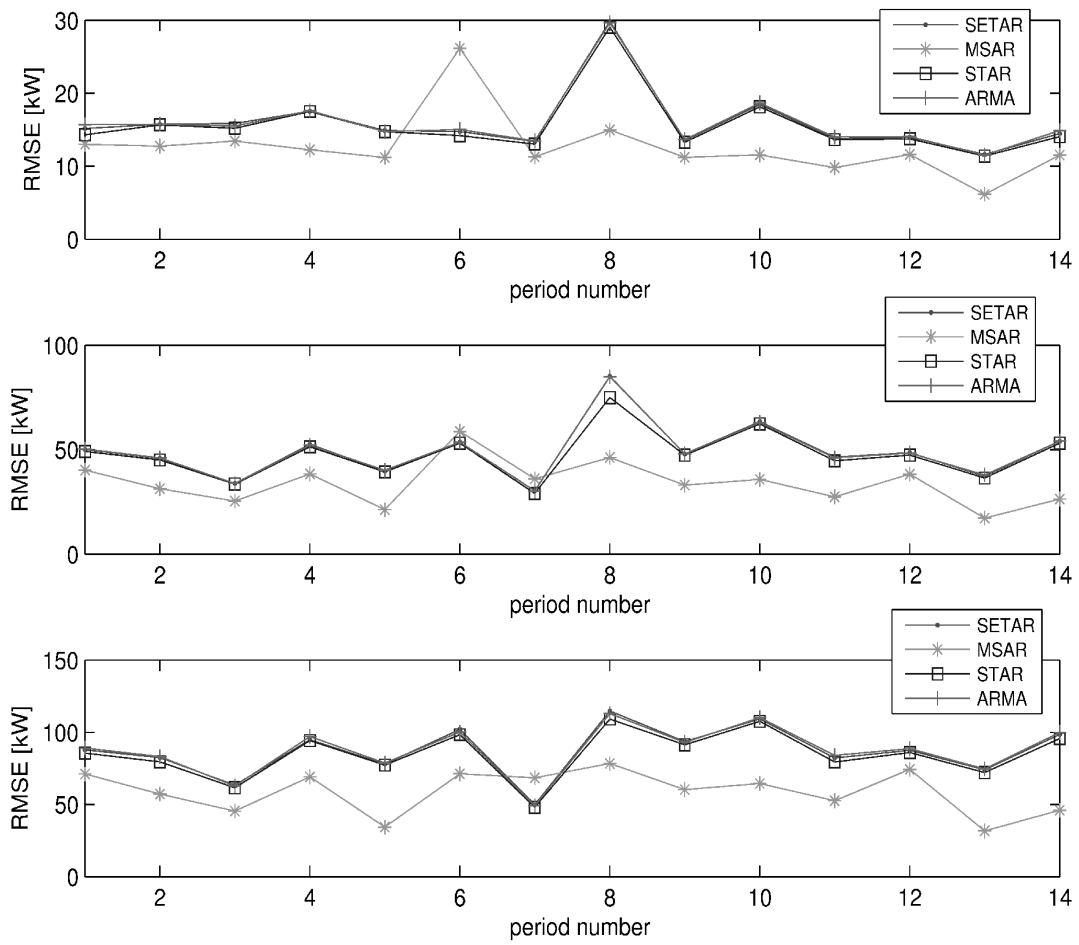 30
20
10
0
RMSE [kW]
2 4 6 8 10 12 14
period number
SETAR
MSAR
STAR
ARMA
100
50
0
RMSE [kW]
2 4 6 8 10 12 14
period number
SETAR
MSAR
STAR
ARMA
150
100
50
0
RMSE [kW]
2 4 6 8 10 12 14
period number
SETAR
MSAR
STAR
ARMA